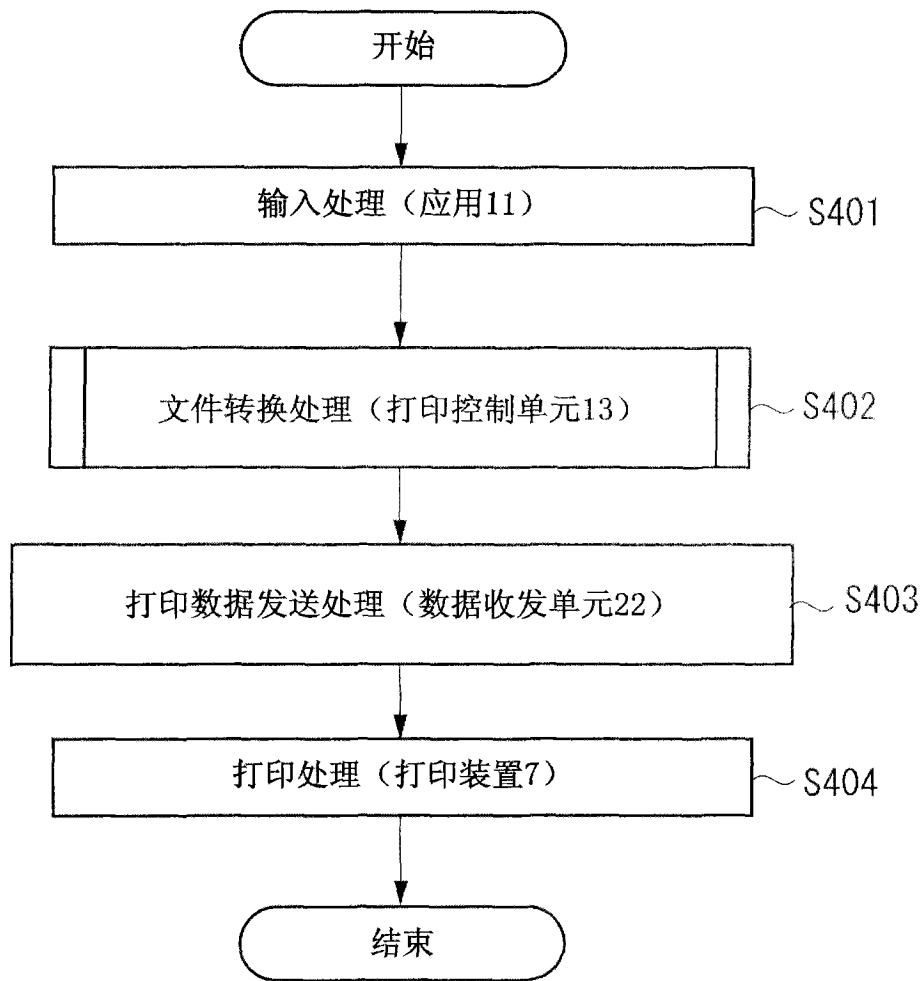 开始
输入处理（应用11）
S401
文件转换处理（打印控制单元13）
S402
打印数据发送处理（数据收发单元22）
S403
打印处理（打印装置7）
S404
结束